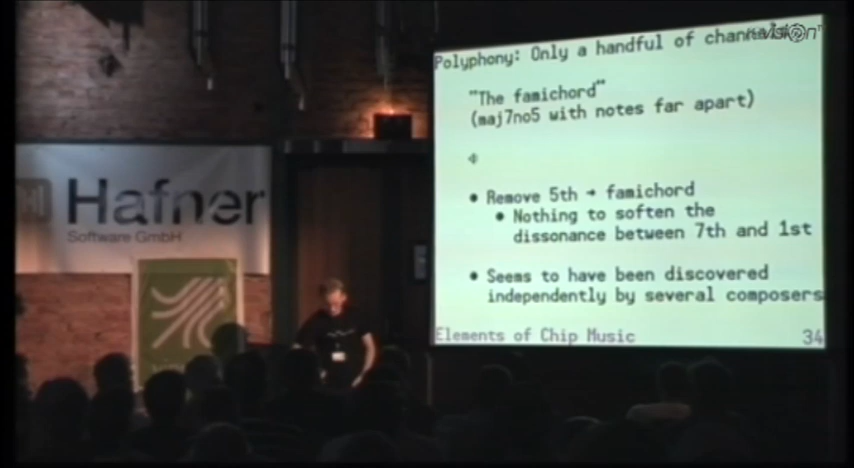 Polyphony: Only a handful of channels
revision
"The famichord"
(maj7no5 with notes far apart)
• Remove 5th → famichord
• Nothing to soften the
dissonance between 7th and 1st
• Seems to have been discovered
independently by several composers
Elements of Chip Music 34
Hafner
Software GmbH